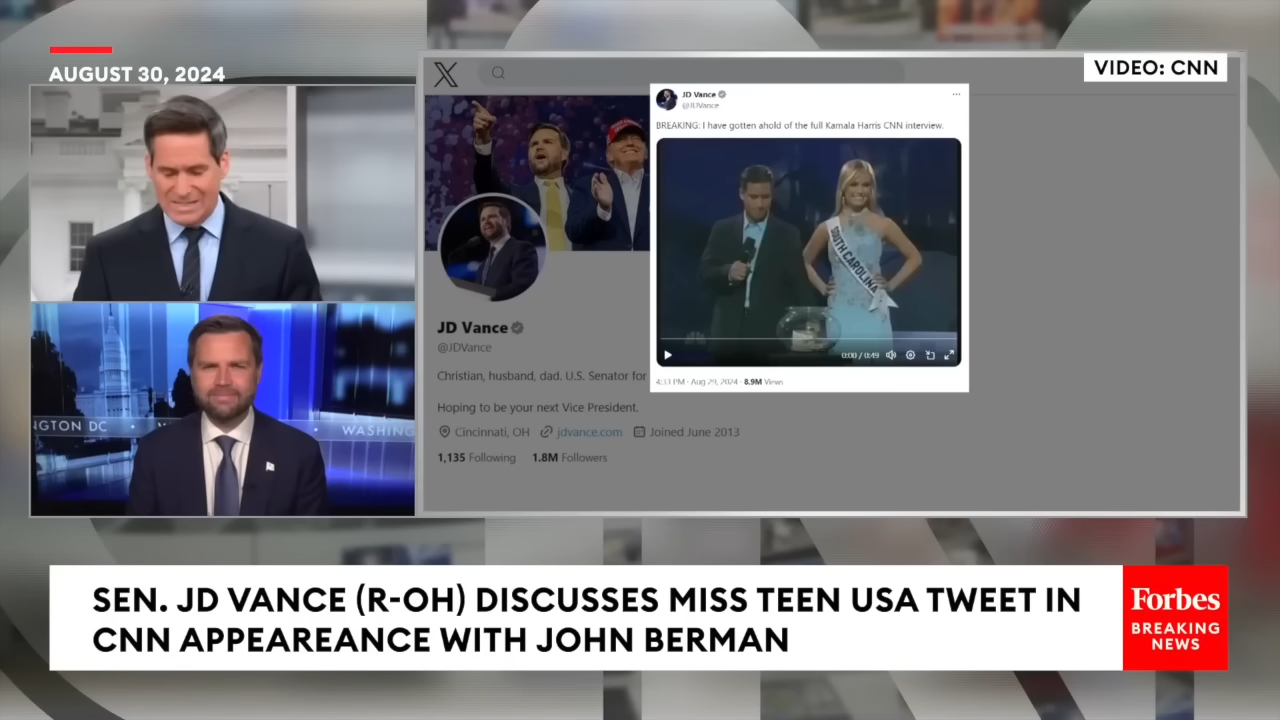 AUGUST 30, 2024
VIDEO: CNN
JD Vance
@JDVance
BREAKING: I have gotten ahold of the full Kamala Harris CNN interview.
SOUTH CAROLINA
0:00 / 0:49
4:33 PM · Aug 29, 2024 · 8.9M Views
JD Vance
@JDVance
Christian, husband, dad. U.S. Senator for
Hoping to be your next Vice President.
Cincinnati, OH jdvance.com Joined June 2013
1,135 Following 1.8M Followers
NGTON DC • WASHING
SEN. JD VANCE (R-OH) DISCUSSES MISS TEEN USA TWEET IN
CNN APPEAREANCE WITH JOHN BERMAN
Forbes
BREAKING
NEWS